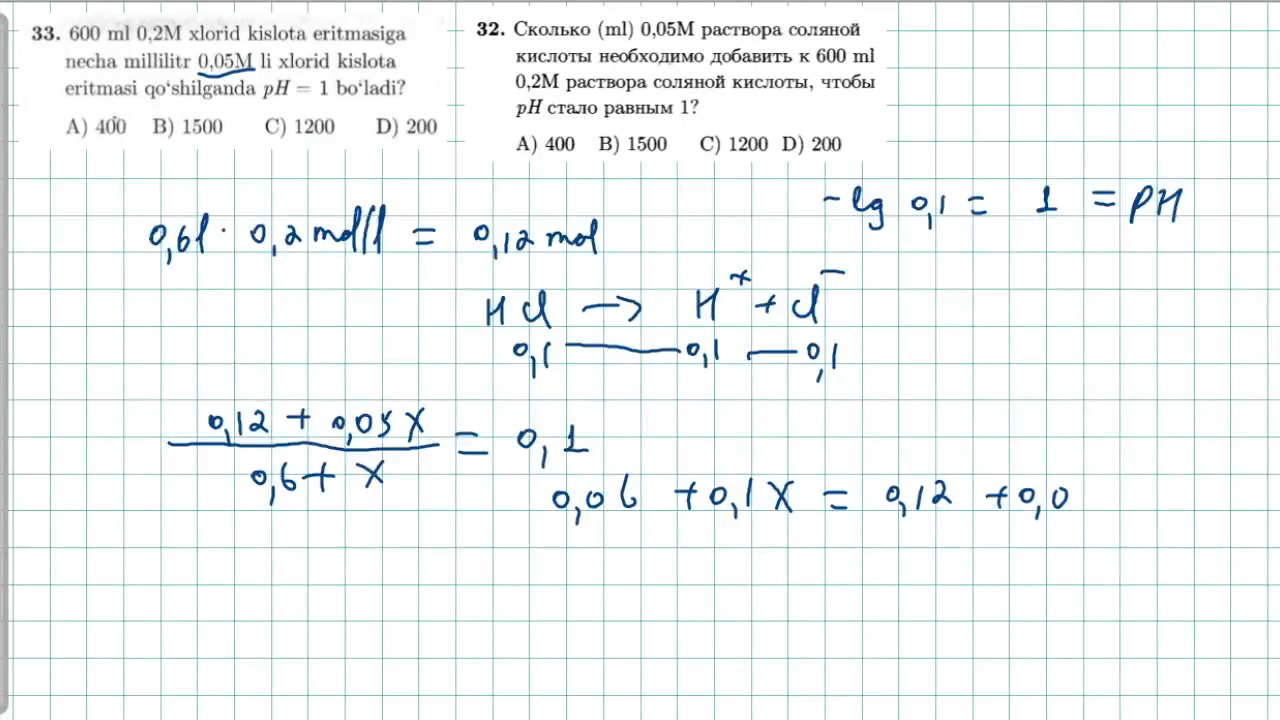 33. 600 ml 0,2M xlorid kislota eritmasiga
necha millilitr 0,05M li xlorid kislota
eritmasi qo‘shilganda pH = 1 bo‘ladi?
A) 400 B) 1500 C) 1200 D) 200
32. Сколько (ml) 0,05M раствора соляной
кислоты необходимо добавить к 600 ml
0,2M раствора соляной кислоты, чтобы
pH стало равным 1?
A) 400 B) 1500 C) 1200 D) 200
-lg 0,1 = 1 = PH
0,6l · 0,2 mol/l = 0,12 mol
HCl → H⁺ + Cl⁻
0,1 — 0,1 — 0,1
0,12 + 0,05 X
0,6 + X
= 0,1
0,06 + 0,1 X = 0,12 + 0,0